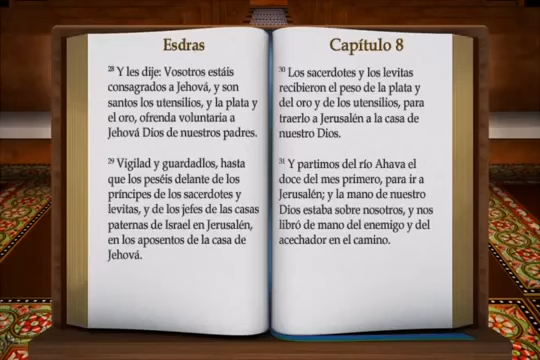 Esdras
28 Y les dije: Vosotros estáis
consagrados a Jehová, y son
santos los utensilios, y la plata y
el oro, ofrenda voluntaria a
Jehová Dios de nuestros padres.
29 Vigilad y guardadlos, hasta
que los peséis delante de los
príncipes de los sacerdotes y
levitas, y de los jefes de las casas
paternas de Israel en Jerusalén,
en los aposentos de la casa de
Jehová.
Capítulo 8
30 Los sacerdotes y los levitas
recibieron el peso de la plata y
del oro y de los utensilios, para
traerlo a Jerusalén a la casa de
nuestro Dios.
31 Y partimos del río Ahava el
doce del mes primero, para ir a
Jerusalén; y la mano de nuestro
Dios estaba sobre nosotros, y nos
libró de mano del enemigo y del
acechador en el camino.